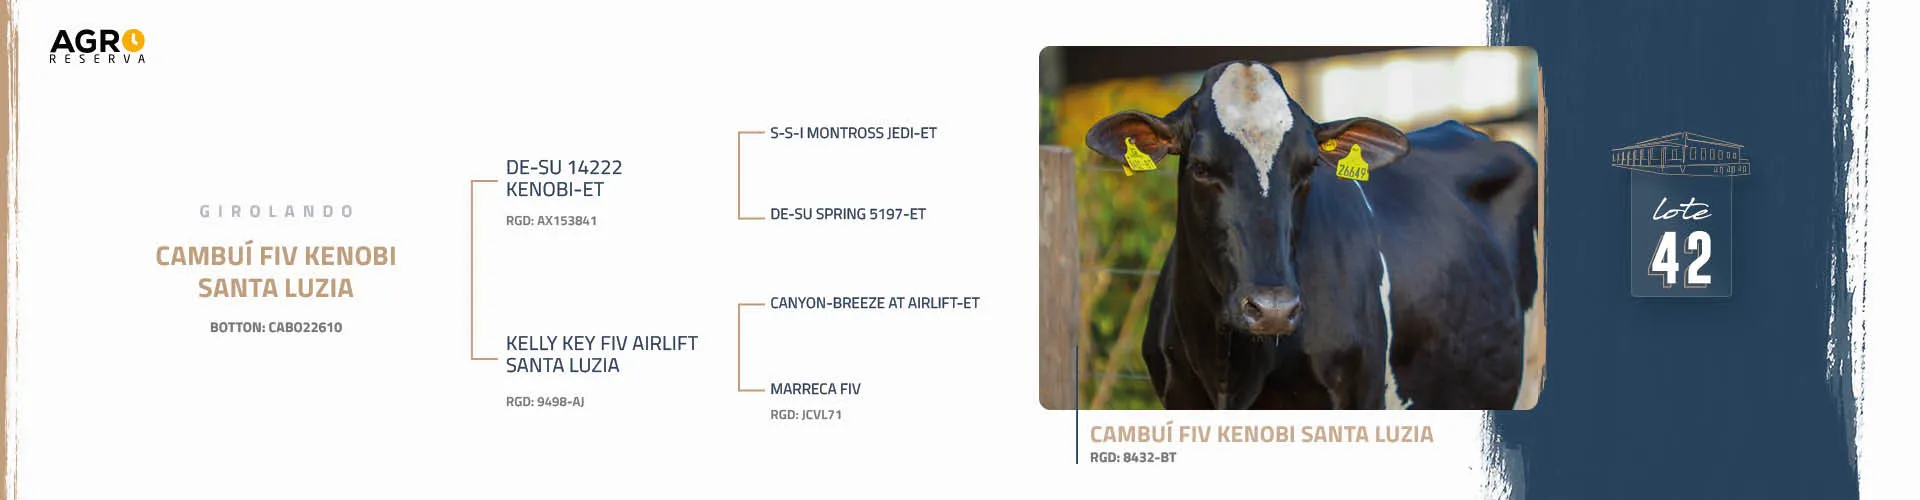 AGRO
RESERVA
GIROLANDO
CAMBUÍ FIV KENOBI
SANTA LUZIA
BOTTON: CABO22610
DE-SU 14222
KENOBI-ET
RGD: AX153841
KELLY KEY FIV AIRLIFT
SANTA LUZIA
RGD: 9498-AJ
S-S-I MONTROSS JEDI-ET
DE-SU SPRING 5197-ET
CANYON-BREEZE AT AIRLIFT-ET
MARRECA FIV
RGD: JCVL71
26649
CAMBUÍ FIV KENOBI SANTA LUZIA
RGD: 8432-BT
lote
42